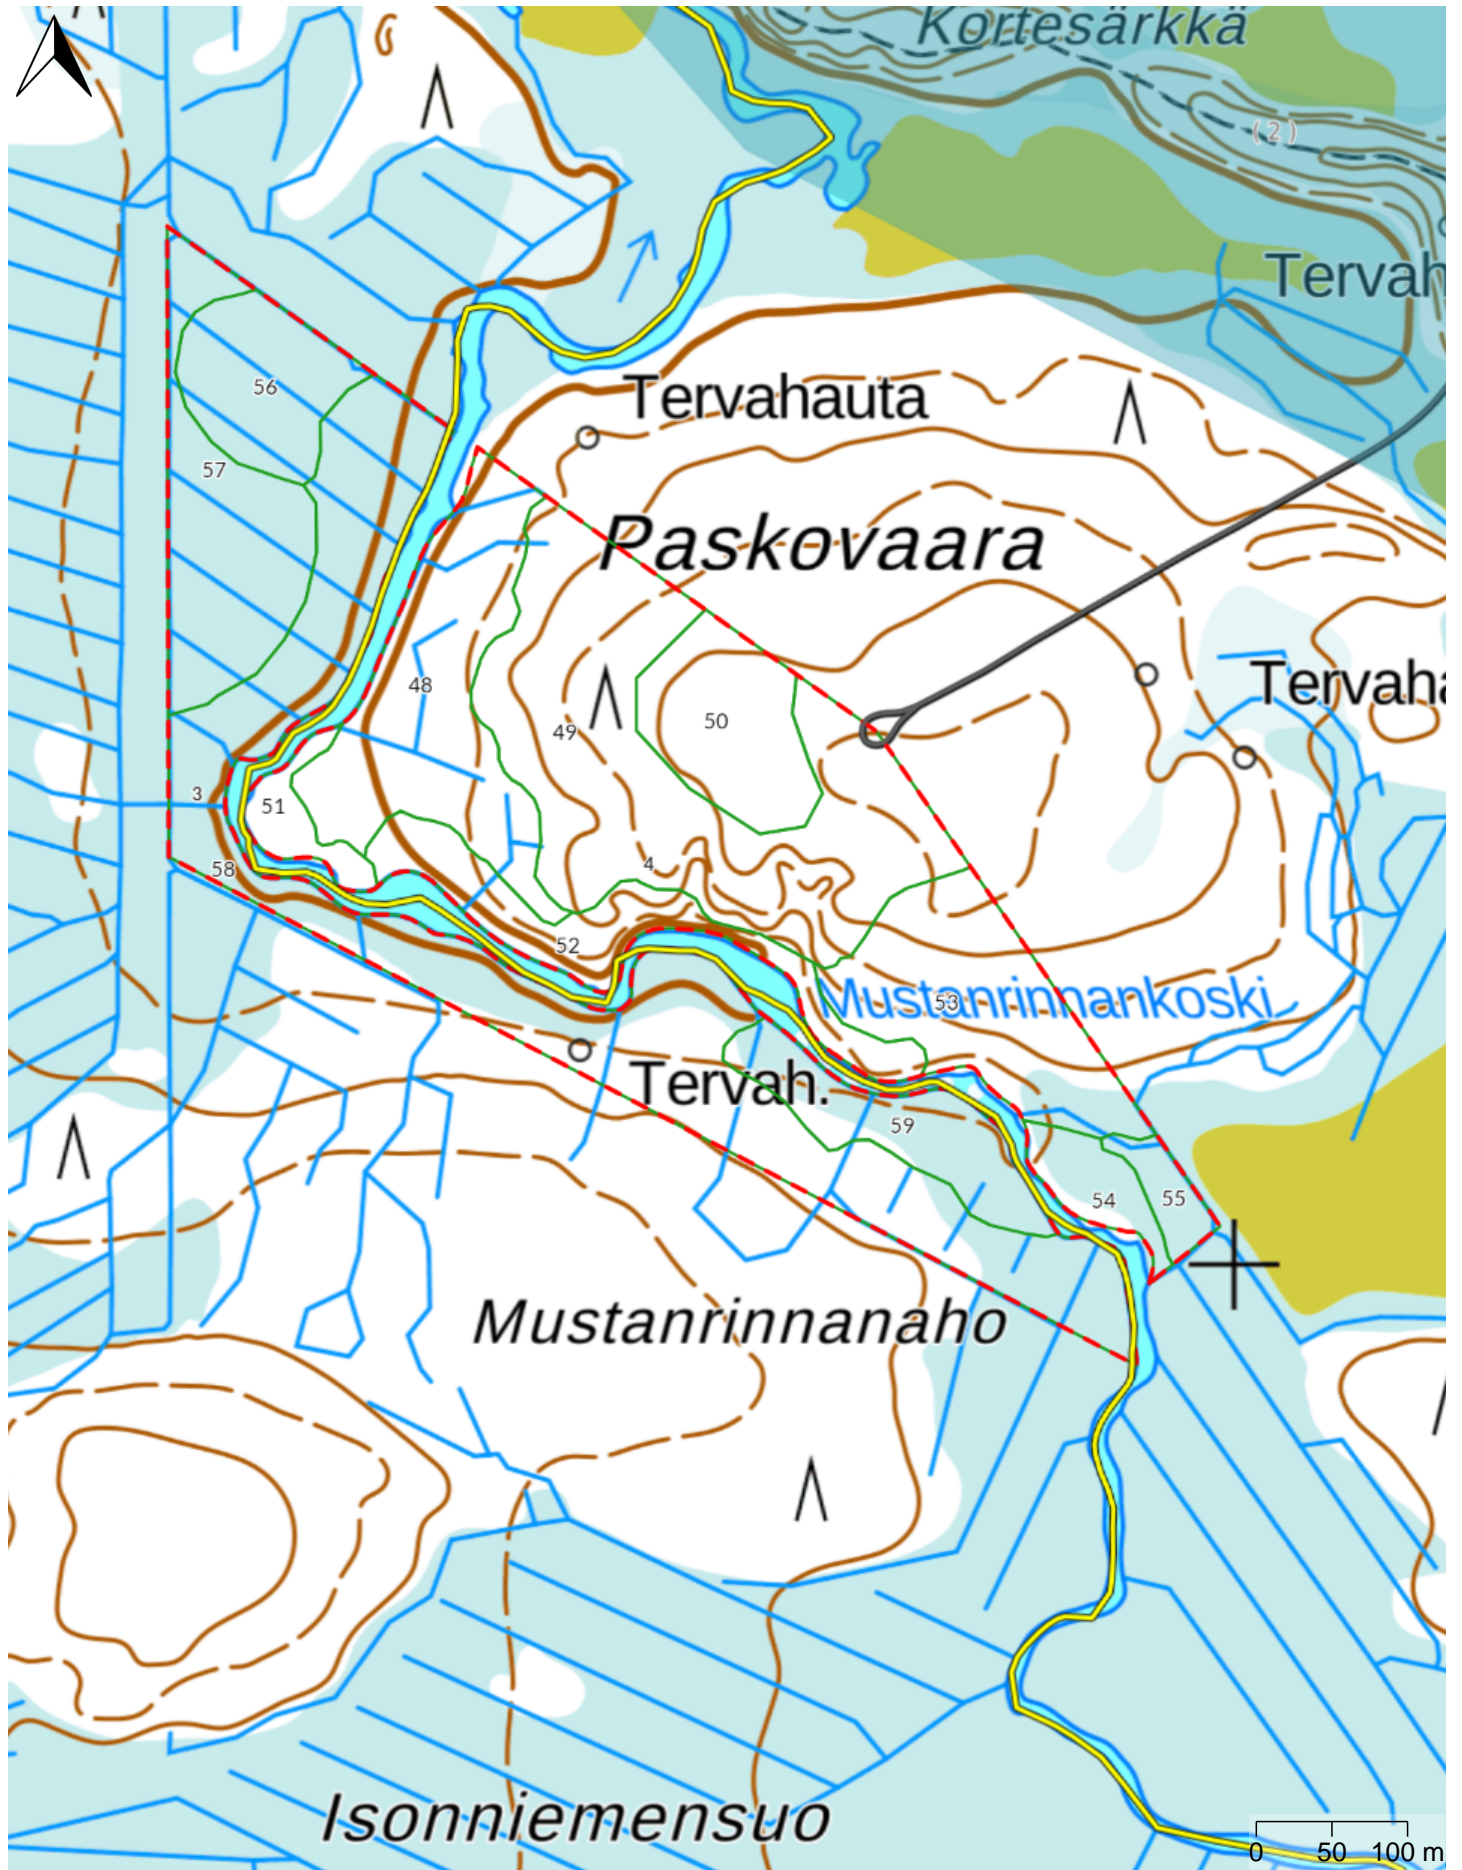 Kortesärkkä
(2)
Tervah
56
Tervahauta
57
Paskovaara
48
Tervaha
49
50
3
51
4
58
52
Mustanrinnankoski
53
Tervah.
59
54
55
Mustanrinnanaho
Isonniemensuo
0 50 100 m